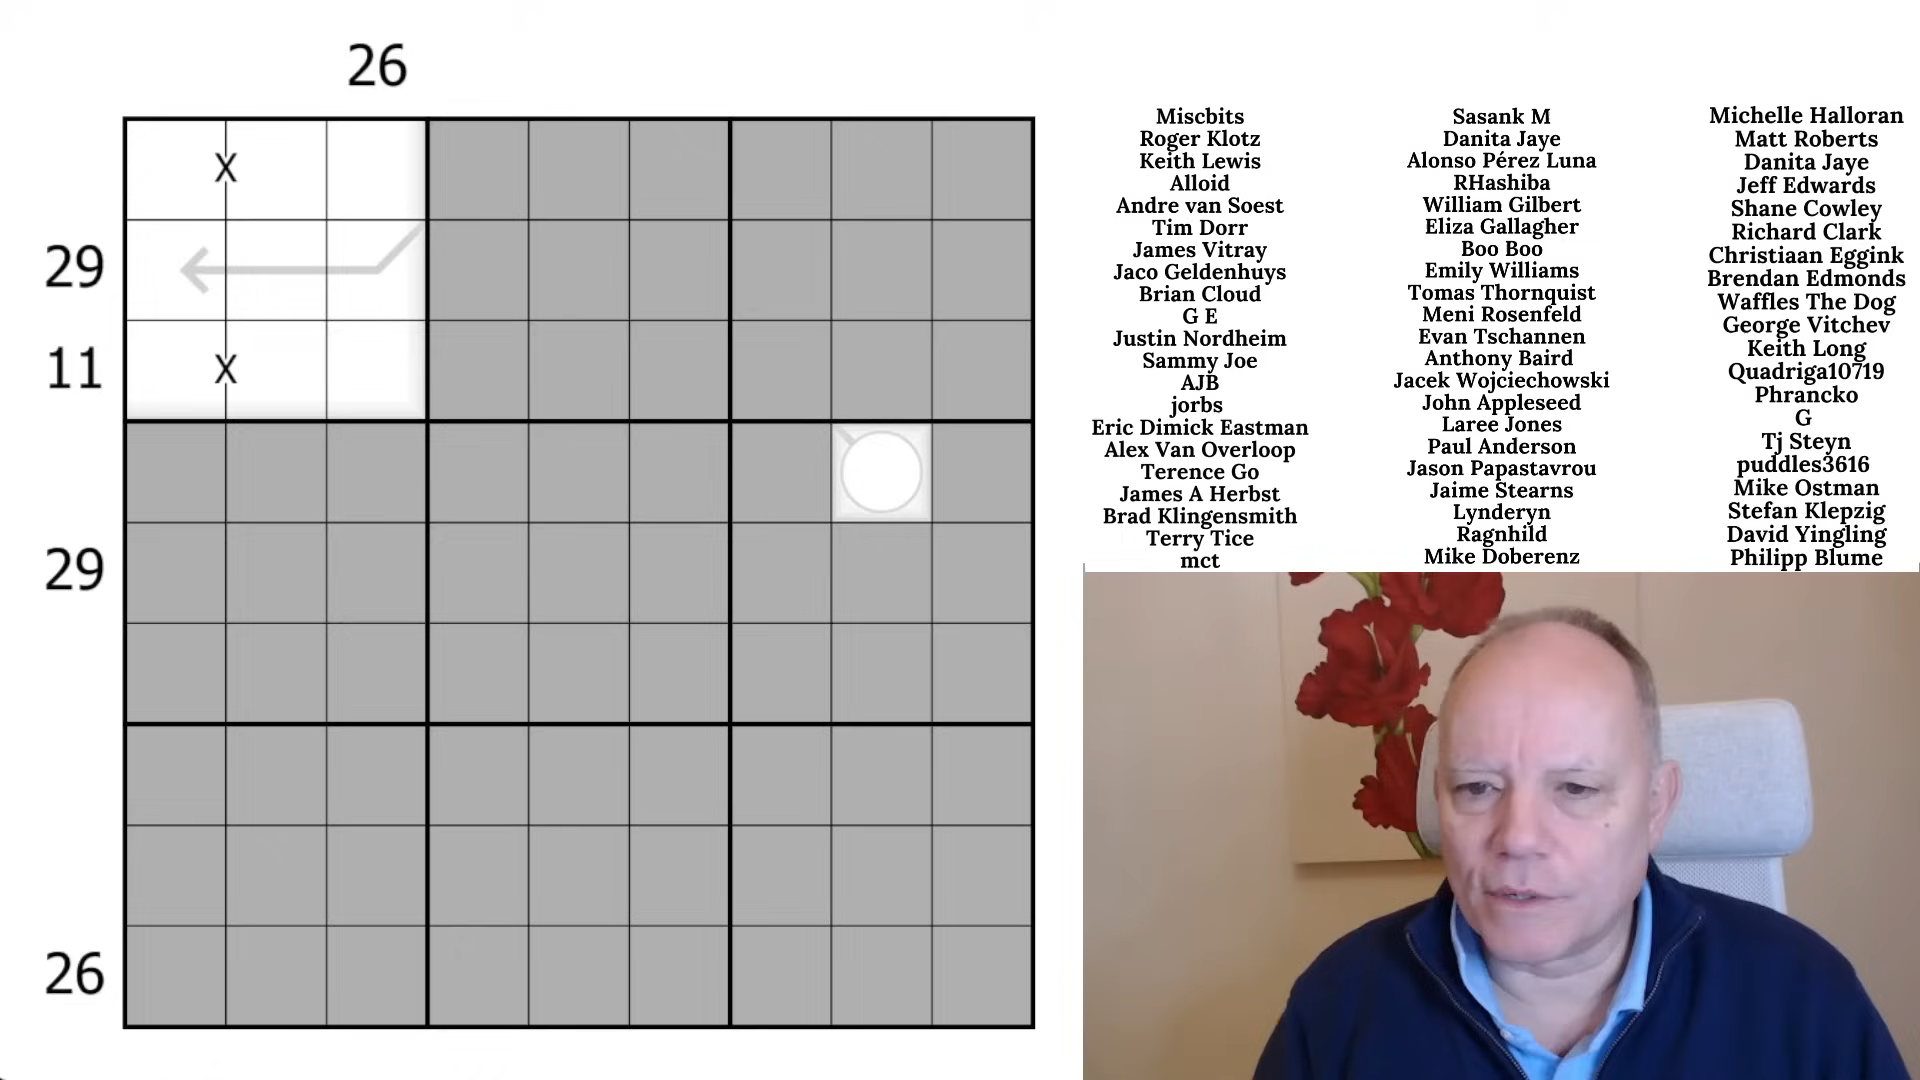 26
X
29
11
X
29
26
Miscbits
Roger Klotz
Keith Lewis
Alloid
Andre van Soest
Tim Dorr
James Vitray
Jaco Geldenhuys
Brian Cloud
G E
Justin Nordheim
Sammy Joe
AJB
jorbs
Eric Dimick Eastman
Alex Van Overloop
Terence Go
James A Herbst
Brad Klingensmith
Terry Tice
mct
Sasank M
Danita Jaye
Alonso Pérez Luna
RHashiba
William Gilbert
Eliza Gallagher
Boo Boo
Emily Williams
Tomas Thornquist
Meni Rosenfeld
Evan Tschannen
Anthony Baird
Jacek Wojciechowski
John Appleseed
Laree Jones
Paul Anderson
Jason Papastavrou
Jaime Stearns
Lynderyn
Ragnhild
Mike Doberenz
Michelle Halloran
Matt Roberts
Danita Jaye
Jeff Edwards
Shane Cowley
Richard Clark
Christiaan Eggink
Brendan Edmonds
Waffles The Dog
George Vitchev
Keith Long
Quadriga10719
Phrancko
G
Tj Steyn
puddles3616
Mike Ostman
Stefan Klepzig
David Yingling
Philipp Blume